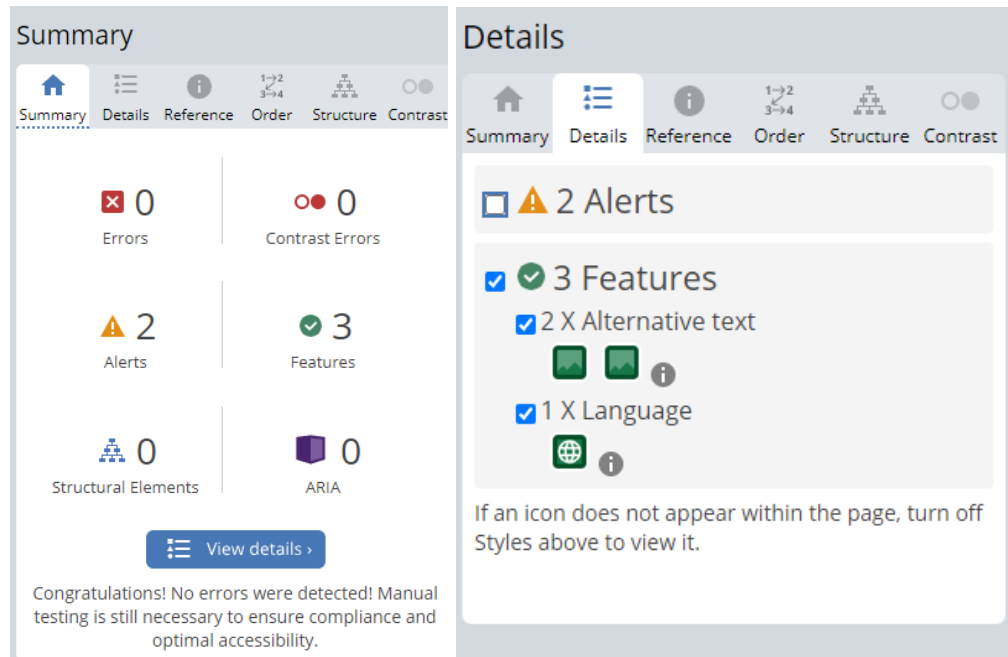 Summary
Summary Details Reference Order Structure Contrast
0 0
Errors Contrast Errors
2 3
Alerts Features
0 0
Structural Elements ARIA
View details ›
Congratulations! No errors were detected! Manual
testing is still necessary to ensure compliance and
optimal accessibility.
Details
Summary Details Reference Order Structure Contrast
2 Alerts
3 Features
2 X Alternative text
1 X Language
If an icon does not appear within the page, turn off
Styles above to view it.